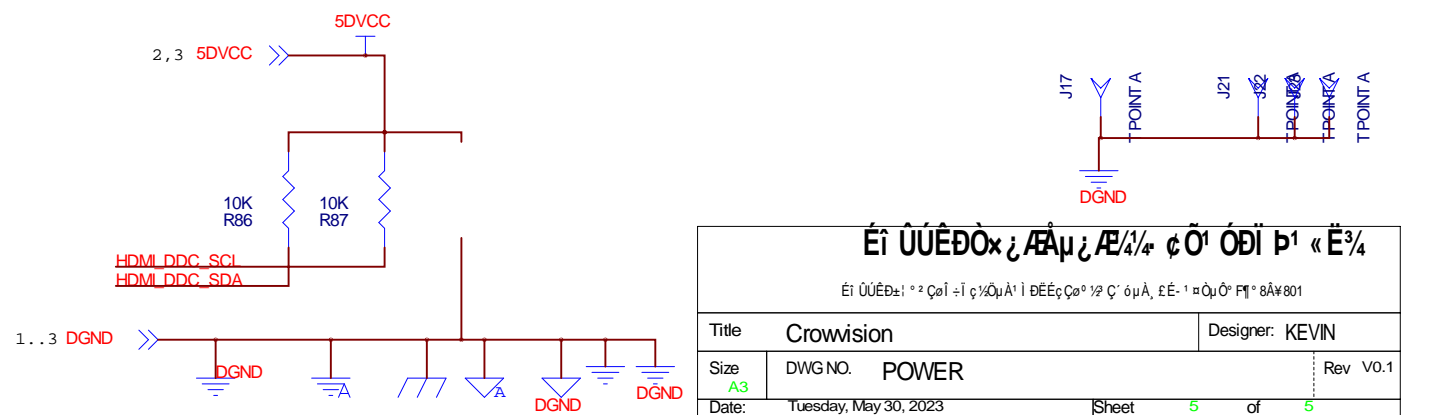 5DVCC
2,3 5DVCC
10K
R86
10K
R87
HDMI_DDC_SCL
HDMI_DDC_SDA
1..3 DGND
DGND
A
A
DGND
DGND
J17
T POINT A
J21
T POINT A
J22
T POINT A
T POINT A
DGND
Title Crowvision Designer: KEVIN
Size A3 DWG NO. POWER Rev V0.1
Date: Tuesday, May 30, 2023 Sheet 5 of 5